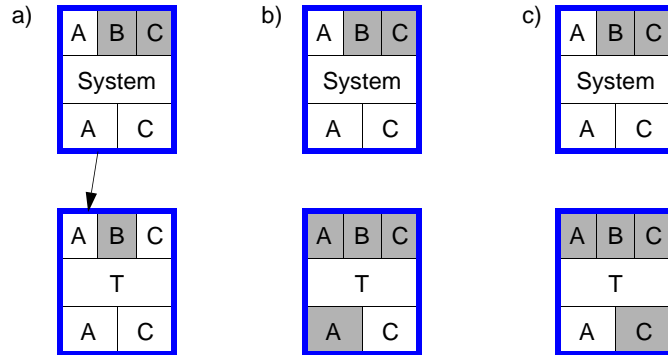 a) A B C b) A B C c) A B C
System System System
A C A C A C
A B C A B C A B C
T T T
A C A C A C